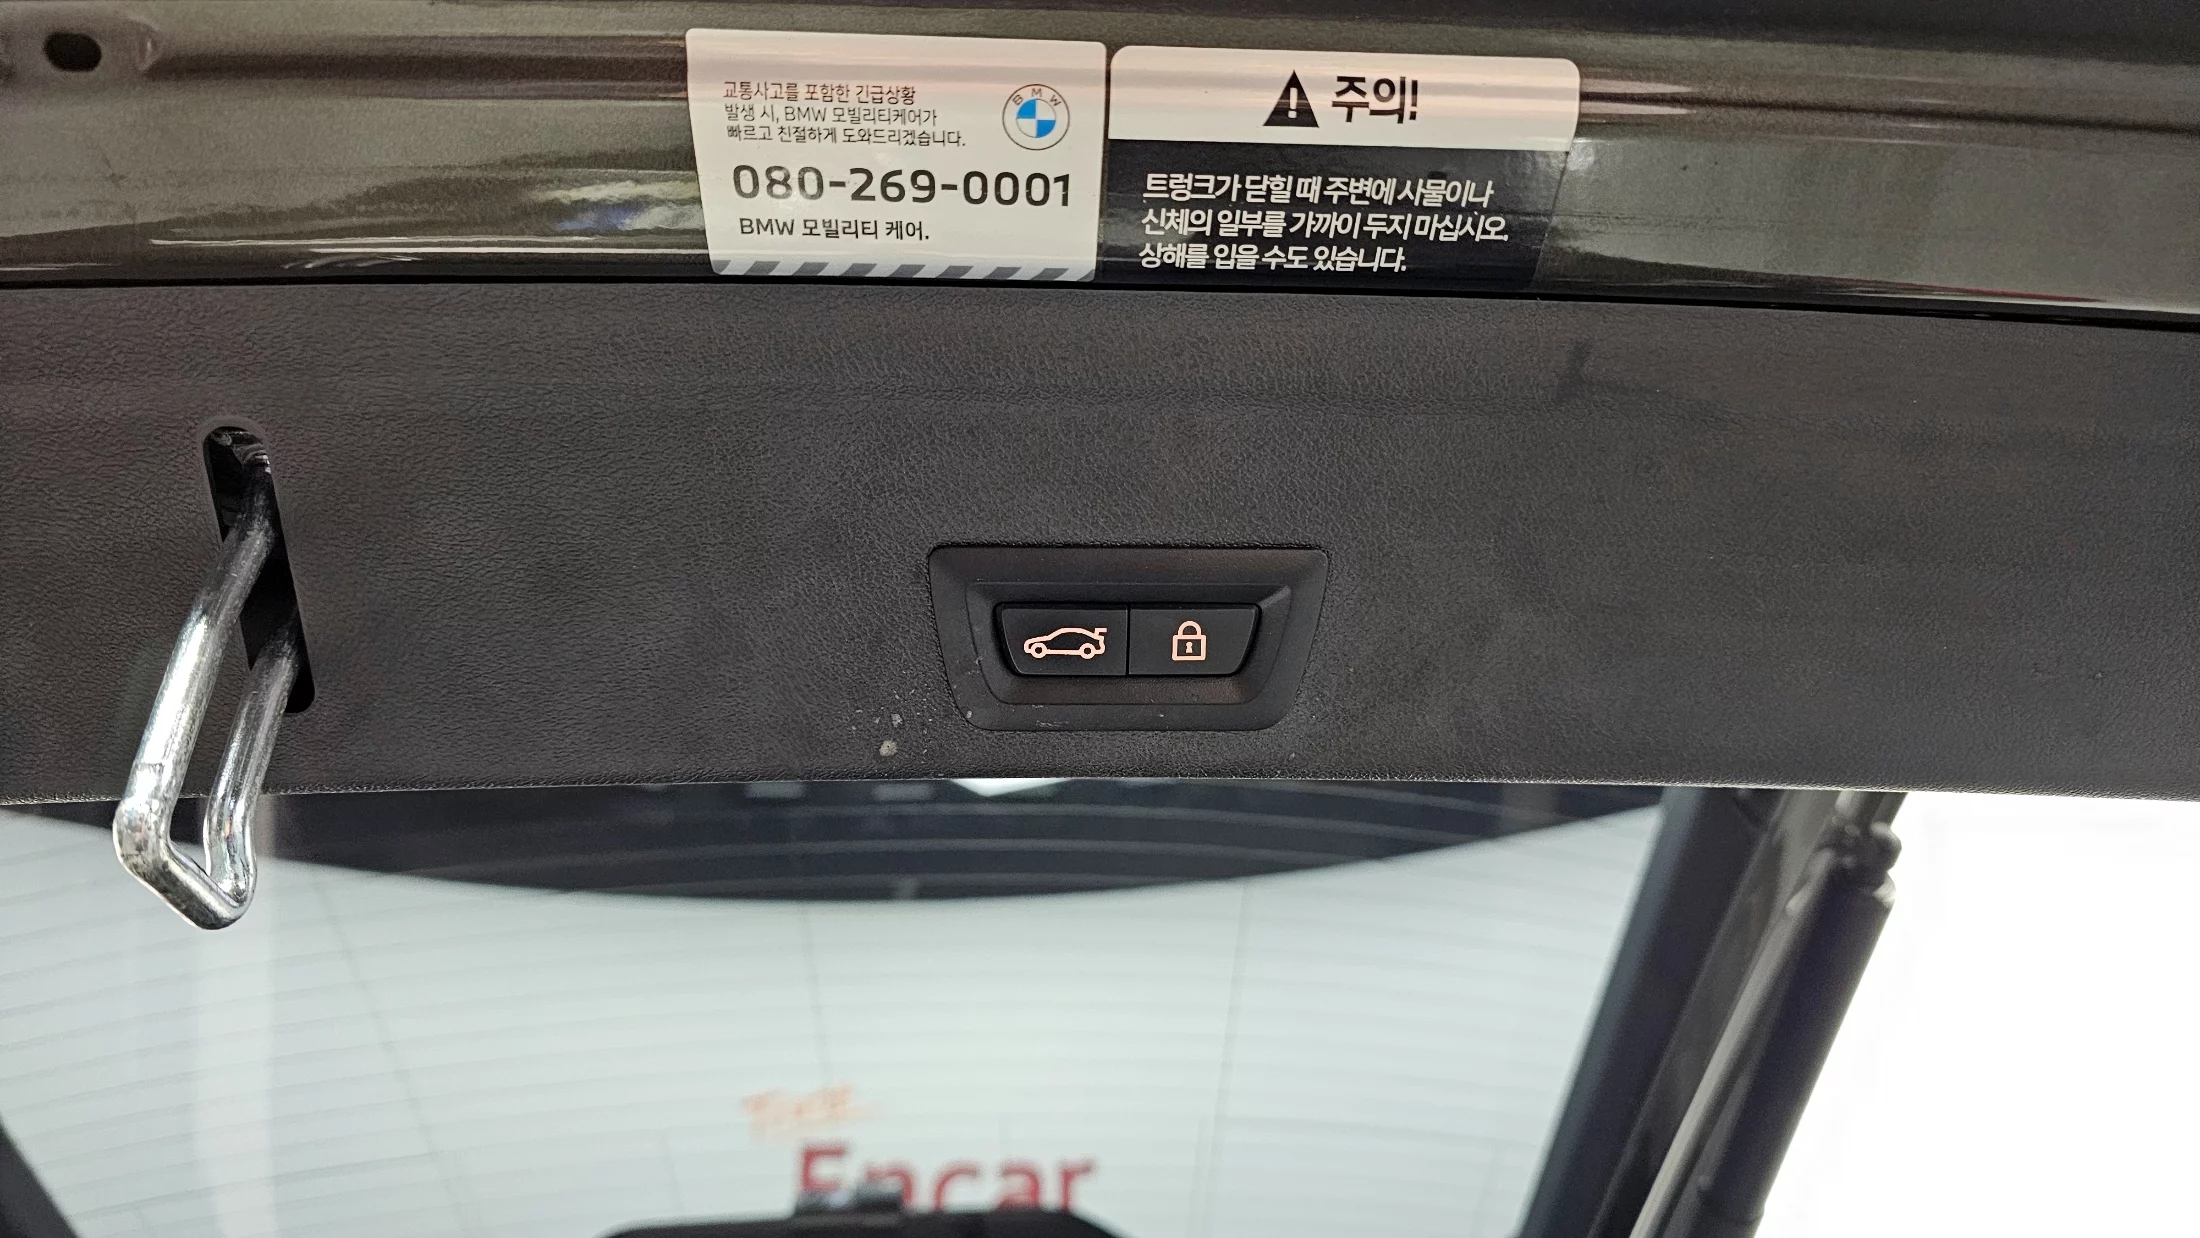 교통사고를 포함한 긴급상황
발생 시, BMW 모빌리티케어가
빠르고 친절하게 도와드리겠습니다.
BMW
080-269-0001
BMW 모빌리티 케어.
주의!
트렁크가 닫힐 때 주변에 사물이나
신체의 일부를 가까이 두지 마십시오.
상해를 입을 수도 있습니다.
Encar